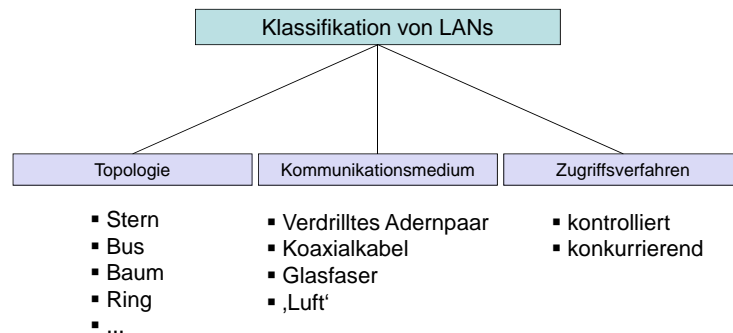 Klassifikation von LANs
Topologie
Kommunikationsmedium
Zugriffsverfahren
▪ Stern
▪ Bus
▪ Baum
▪ Ring
▪ ...
▪ Verdrilltes Adernpaar
▪ Koaxialkabel
▪ Glasfaser
▪ ‚Luft‘
▪ kontrolliert
▪ konkurrierend